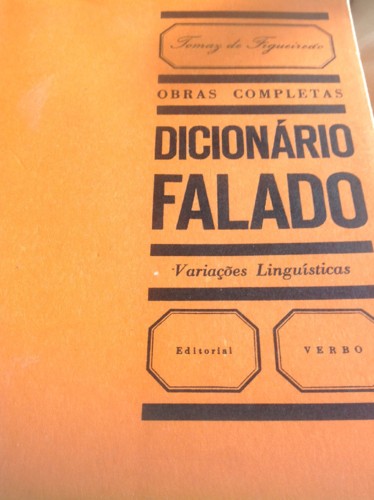 Tomaz de Figueiredo
OBRAS COMPLETAS
DICIONÁRIO
FALADO
Variações Linguísticas
Editorial VERBO